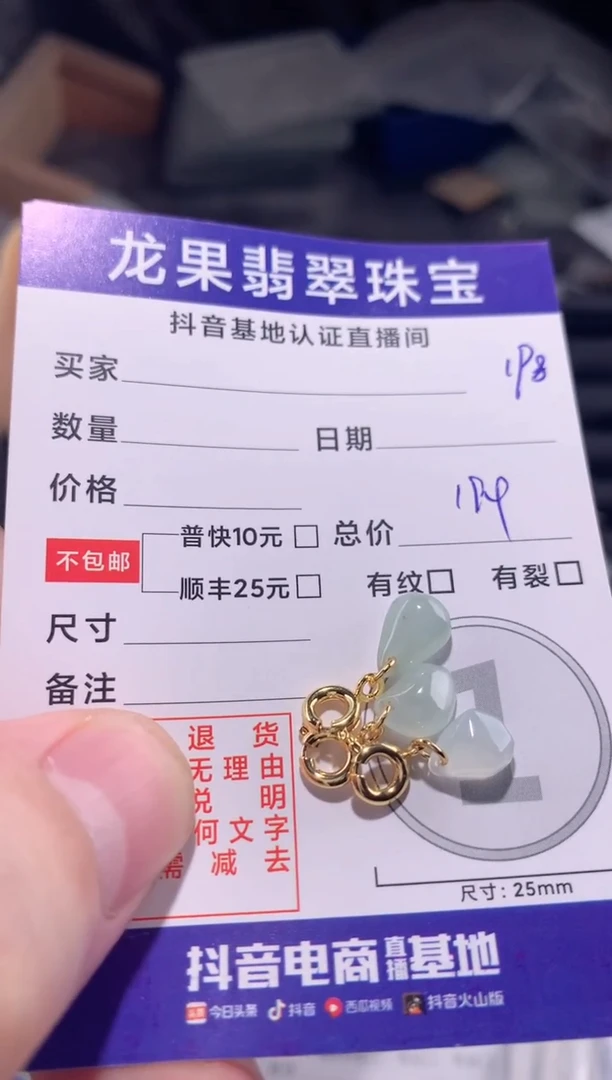 龙果翡翠珠宝
抖音基地认证直播间
买家
数量 日期
价格
不包邮 普快10元 总价
顺丰25元 有纹 有裂
尺寸
备注
退 货
无理由
兑 明
何文字
需 减 去
1
尺寸:25mm
抖音电商直播基地
今日头条 抖音 西瓜视频 抖音火山版